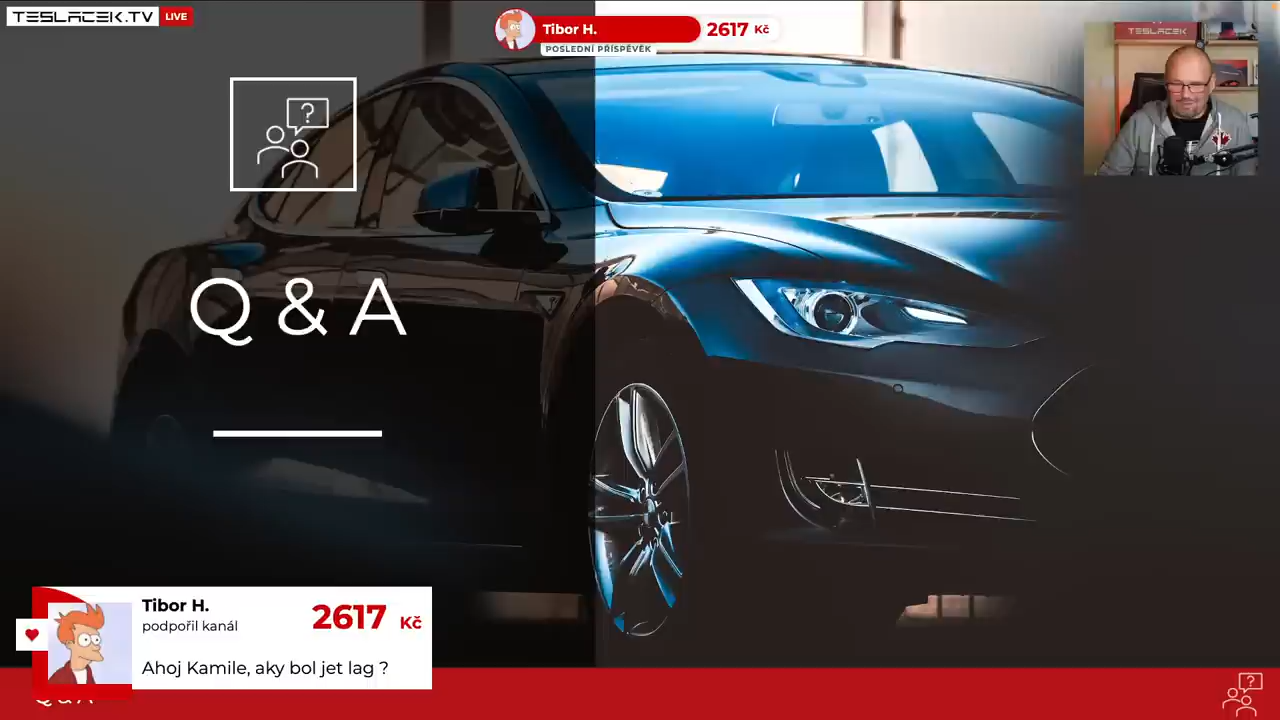 TESLACEK.TV LIVE
Tibor H. 2617 Kč
POSLEDNÍ PŘÍSPĚVEK
TESLACEK
?
Q & A
Tibor H.
podpořil kanál
2617 Kč
Ahoj Kamile, aky bol jet lag ?
Q & A
?